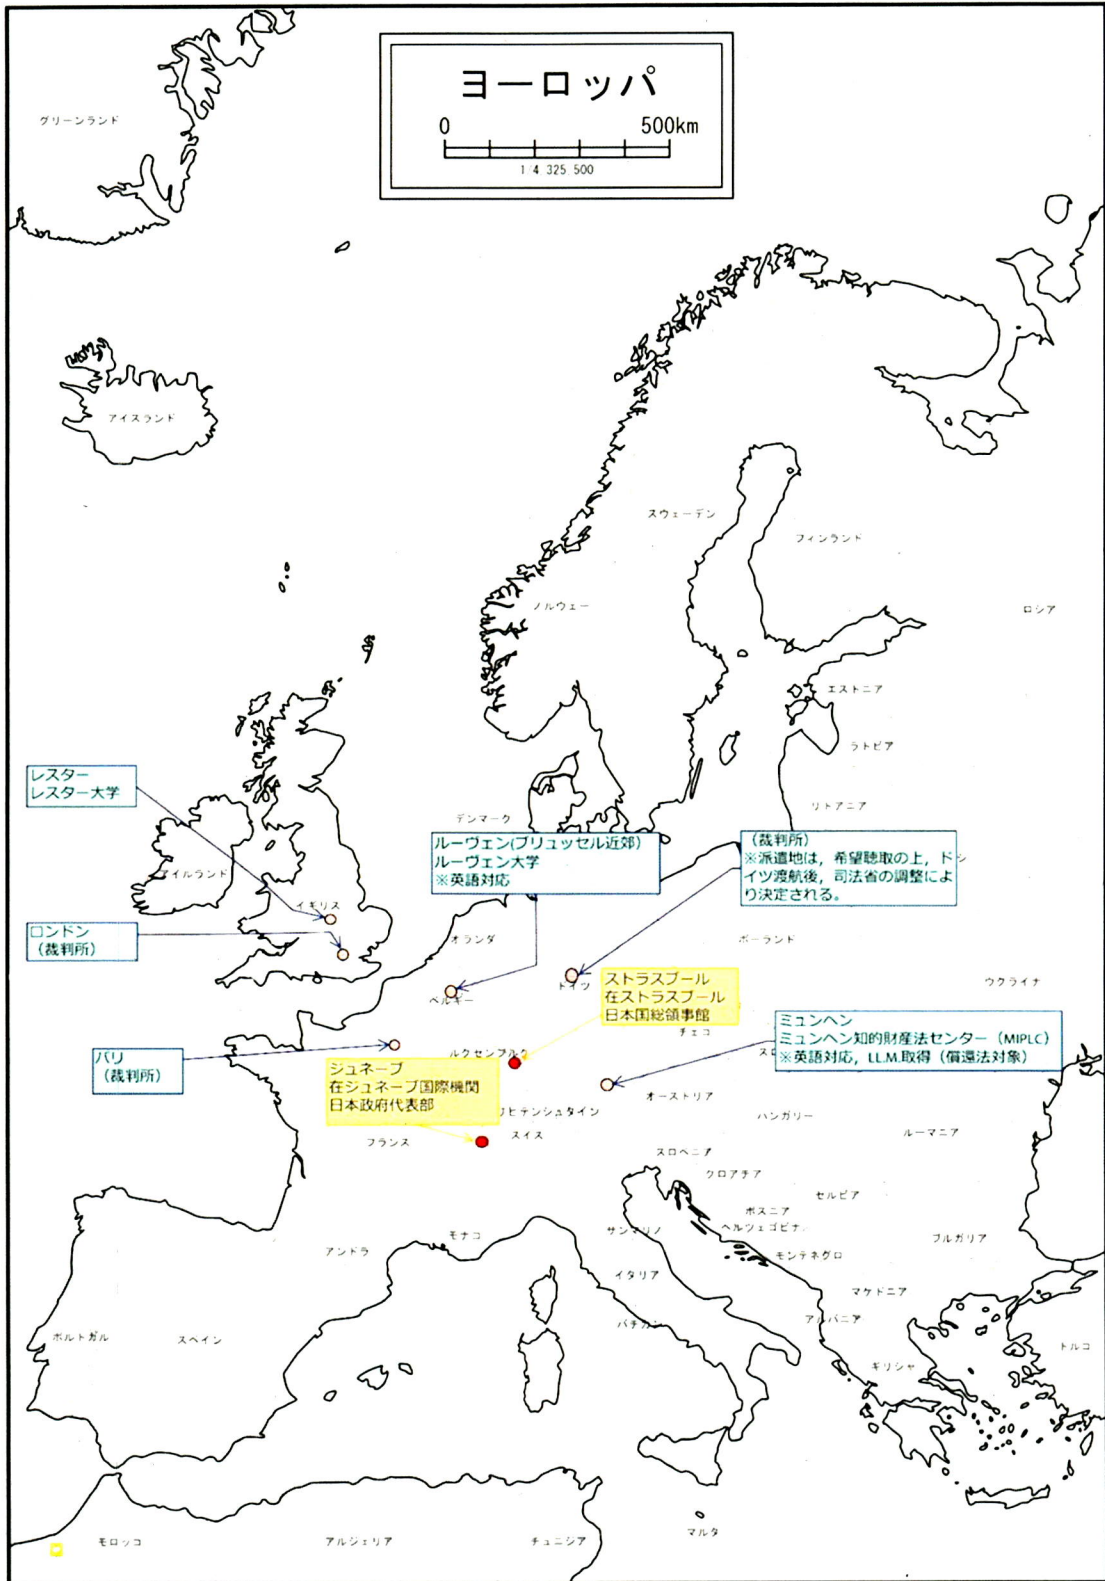 ヨーロッパ
0 500km
1/4,325,500
グリーンランド
アイスランド
スウェーデン
フィンランド
ノルウェー
ロシア
エストニア
ラトビア
リトアニア
デンマーク
レスター
レスター大学
ルーヴェン(ブリュッセル近郊)
ルーヴェン大学
※英語対応
(裁判所)
※派遣地は，希望聴取の上，ド
イツ渡航後，司法省の調整によ
り決定される。
アイルランド
イギリス
ロンドン
(裁判所)
オランダ
ポーランド
ベルギー
ドイツ
ウクライナ
ストラスブール
在ストラスブール
日本国総領事館
チェコ
ミュンヘン
ミュンヘン知的財産法センター（MIPLC）
※英語対応，LL.M.取得（償還法対象）
スロ
パリ
(裁判所)
ルクセンブルク
ジュネーブ
在ジュネーブ国際機関
日本政府代表部
オーストリア
リヒテンシュタイン
ハンガリー
フランス
スイス
ルーマニア
スロベニア
クロアチア
セルビア
ボスニア
ヘルツェゴビナ
モナコ
サンマリノ
アンドラ
モンテネグロ
ブルガリア
イタリア
マケドニア
バチカン
アルバニア
ポルトガル
スペイン
トルコ
ギリシャ
モロッコ
アルジェリア
チュニジア
マルタ